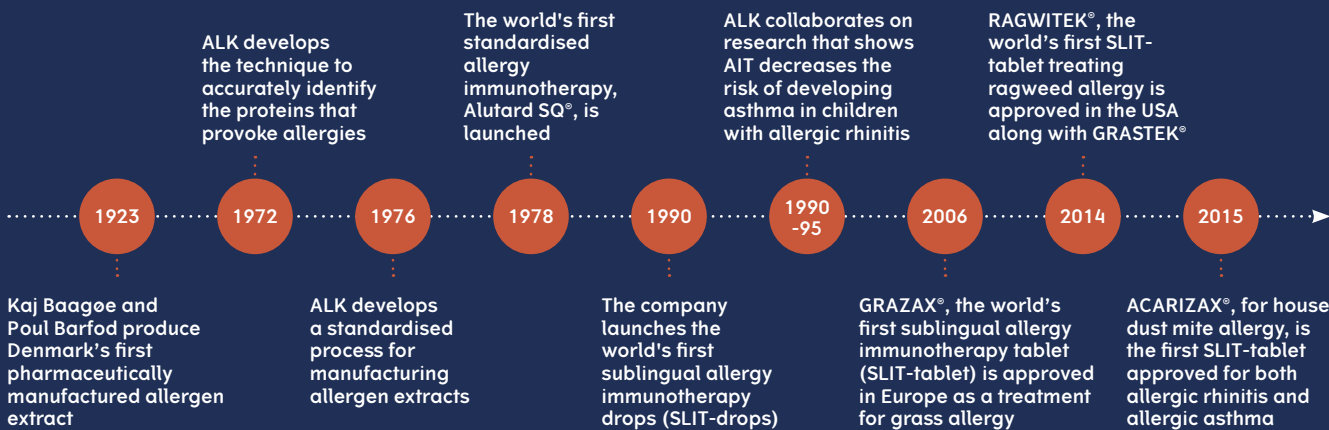 1923
Kaj Baagøe and
Poul Barfod produce
Denmark's first
pharmaceutically
manufactured allergen
extract
ALK develops
the technique to
accurately identify
the proteins that
provoke allergies
1972
1976
ALK develops
a standardised
process for
manufacturing
allergen extracts
The world's first
standardised
allergy
immunotherapy,
Alutard SQ®, is
launched
1978
1990
The company
launches the
world's first
sublingual allergy
immunotherapy
drops (SLIT-drops)
ALK collaborates on
research that shows
AIT decreases the
risk of developing
asthma in children
with allergic rhinitis
1990
-95
2006
GRAZAX®, the world's
first sublingual allergy
immunotherapy tablet
(SLIT-tablet) is approved
in Europe as a treatment
for grass allergy
RAGWITEK®, the
world's first SLIT-
tablet treating
ragweed allergy is
approved in the USA
along with GRASTEK®
2014
2015
ACARIZAX®, for house
dust mite allergy, is
the first SLIT-tablet
approved for both
allergic rhinitis and
allergic asthma